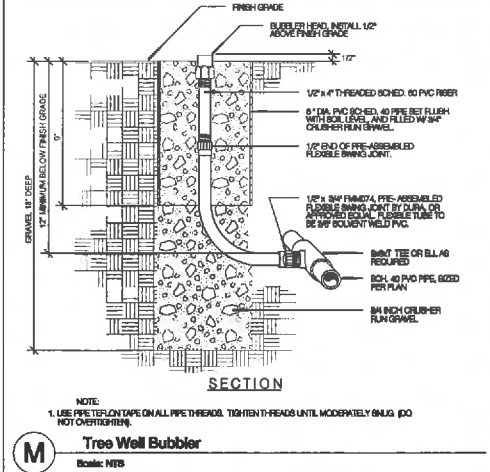 FINISH GRADE
BUBBLER HEAD, INSTALL 1/2"
ABOVE FINISH GRADE
1/2"
1/2" x 4" THREADED SCHED. 80 PVC RISER
6" DIA. PVC SCHED. 40 PIPE SET FLUSH
WITH SOIL LEVEL, AND FILLED W/ 3/4"
CRUSHER RUN GRAVEL.
1/2" END OF PRE-ASSEMBLED
FLEXIBLE SWING JOINT.
1/2" x 3/4" PRE-ASSEMBLED
FLEXIBLE SWING JOINT BY DURA, OR
APPROVED EQUAL. FLEXIBLE TUBE TO
BE SOLVENT WELD PVC.
TEE OR ELL AS
REQUIRED
SCH. 40 PVC PIPE, SIZED
PER PLAN
3/4 INCH CRUSHER
RUN GRAVEL
GRAVEL 18" DEEP
12" MINIMUM BELOW FINISH GRADE
9"
SECTION
NOTE:
1. USE PIPE TEFLON TAPE ON ALL PIPE THREADS. TIGHTEN THREADS UNTIL MODERATELY SNUG (DO
NOT OVERTIGHTEN).
M
Tree Well Bubbler
Scale: NTS